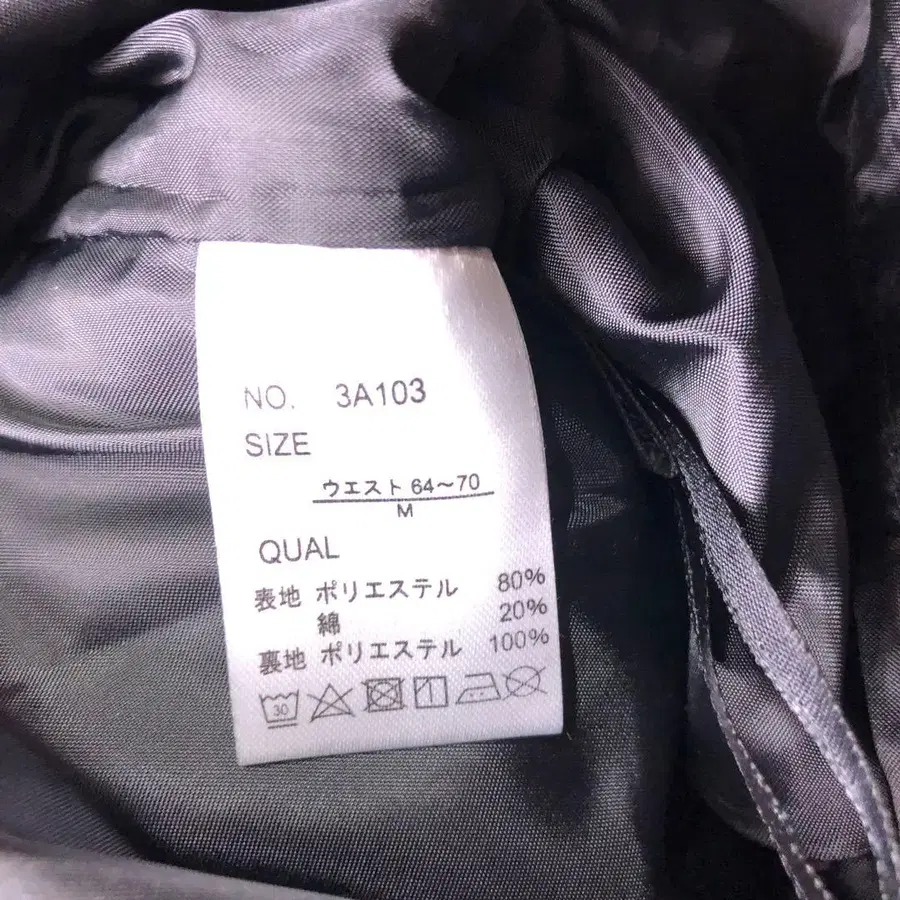 NO. 3A103
SIZE
ウエスト 64～70
M
QUAL
表地 ポリエステル 80%
綿 20%
裏地 ポリエステル 100%
30